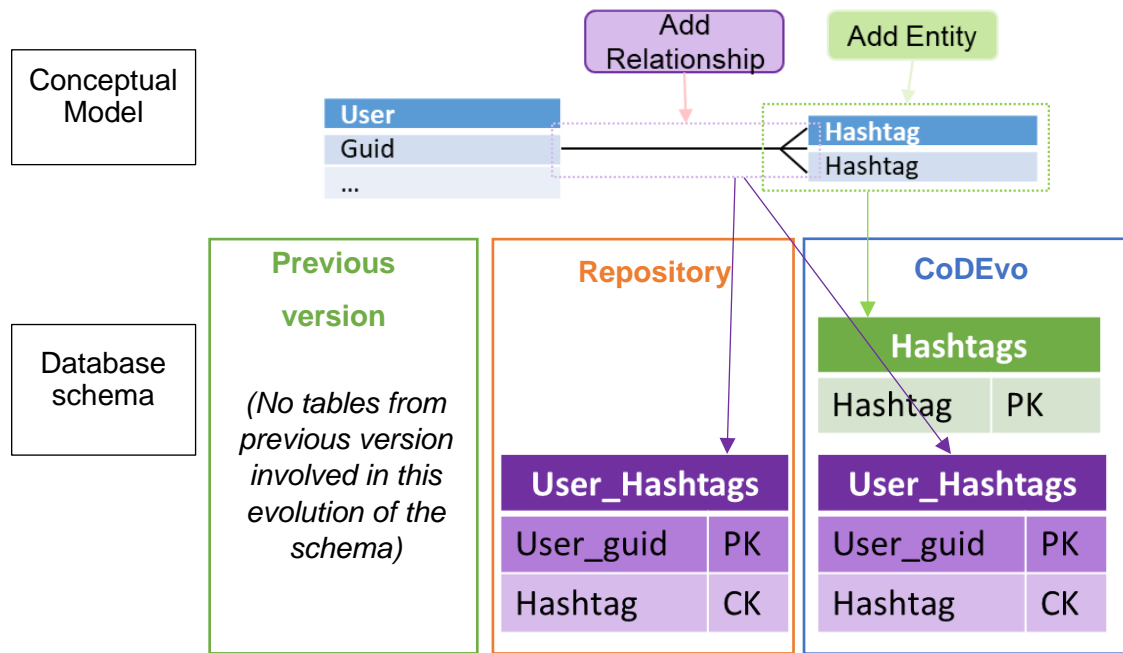 Add
Relationship
Add Entity
Conceptual
Model
User
Guid
...
Hashtag
Hashtag
Previous
version
Repository
CoDEvo
Database
schema
(No tables from
previous version
involved in this
evolution of the
schema)
Hashtags
Hashtag PK
User_Hashtags
User_guid PK
Hashtag CK
User_Hashtags
User_guid PK
Hashtag CK